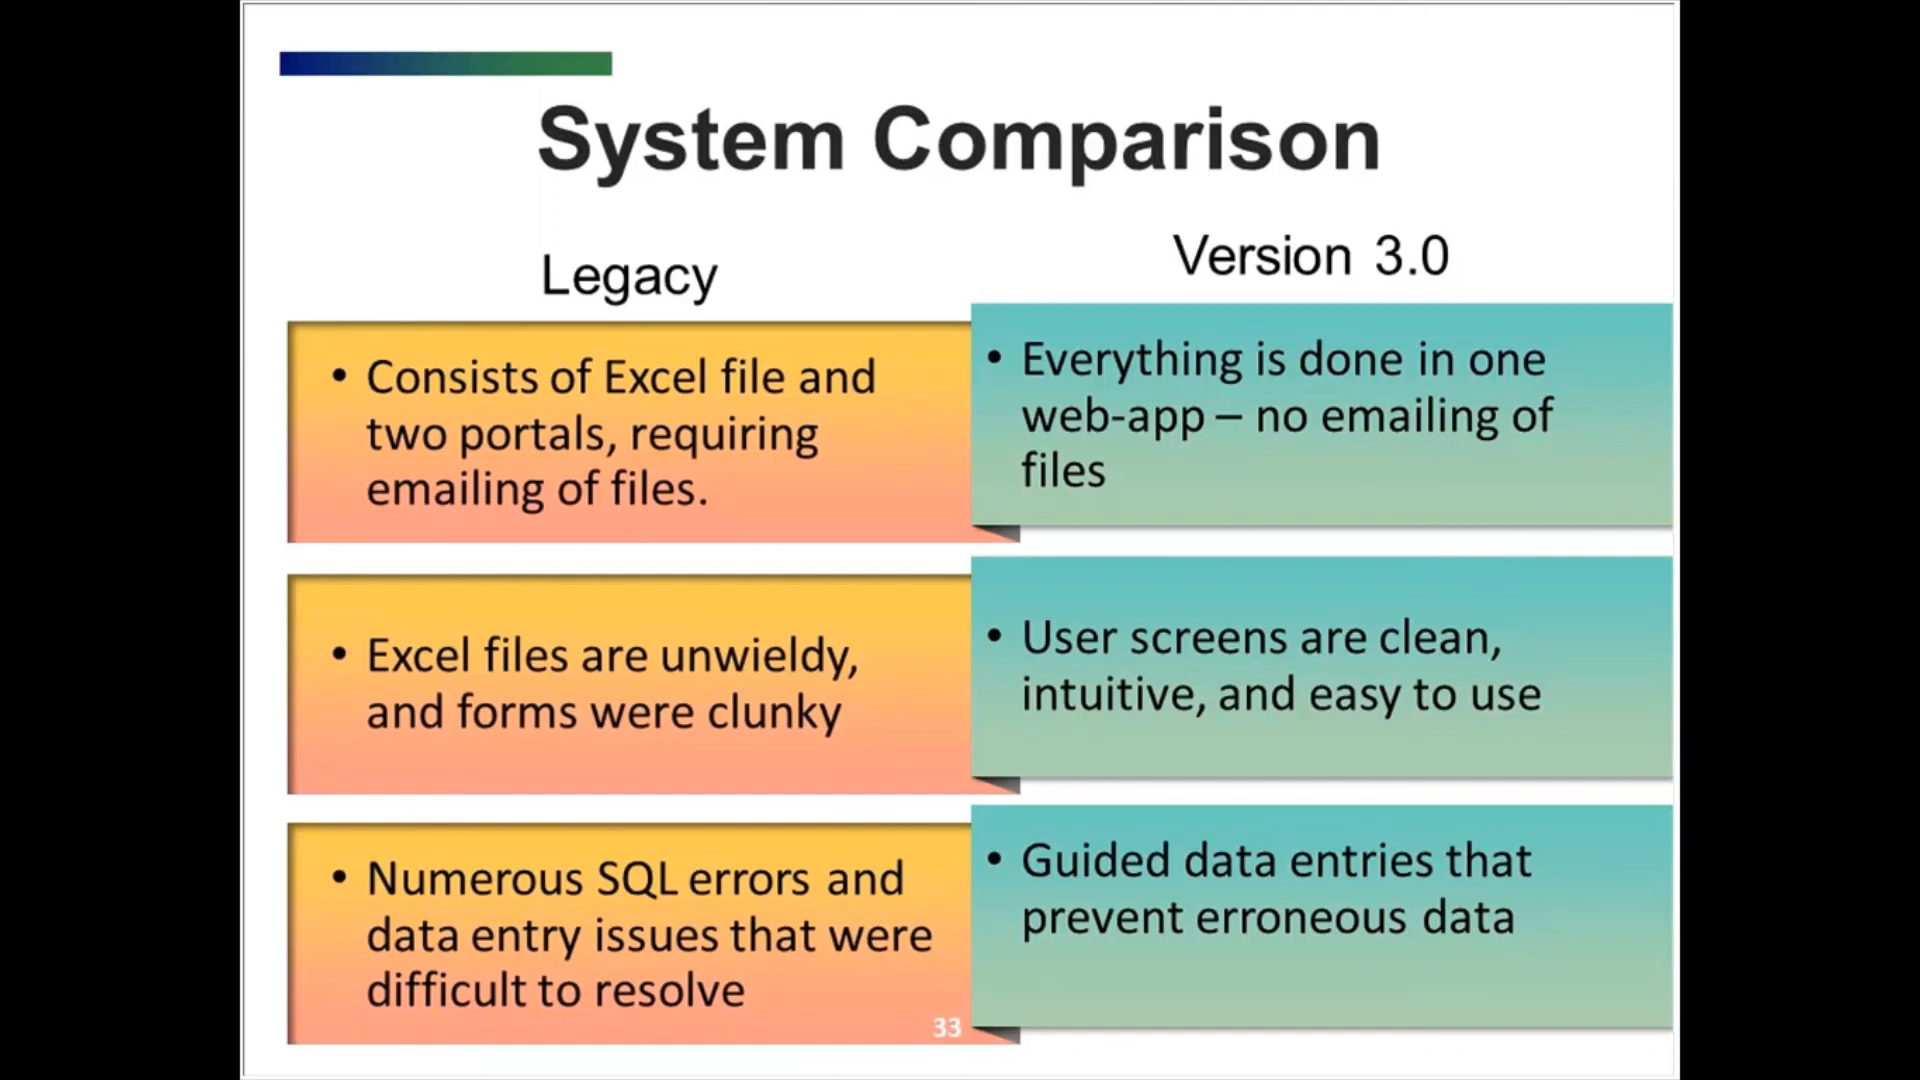 System Comparison
Legacy
Version 3.0
• Consists of Excel file and
two portals, requiring
emailing of files.
• Everything is done in one
web-app – no emailing of
files
• Excel files are unwieldy,
and forms were clunky
• User screens are clean,
intuitive, and easy to use
• Numerous SQL errors and
data entry issues that were
difficult to resolve
• Guided data entries that
prevent erroneous data
33